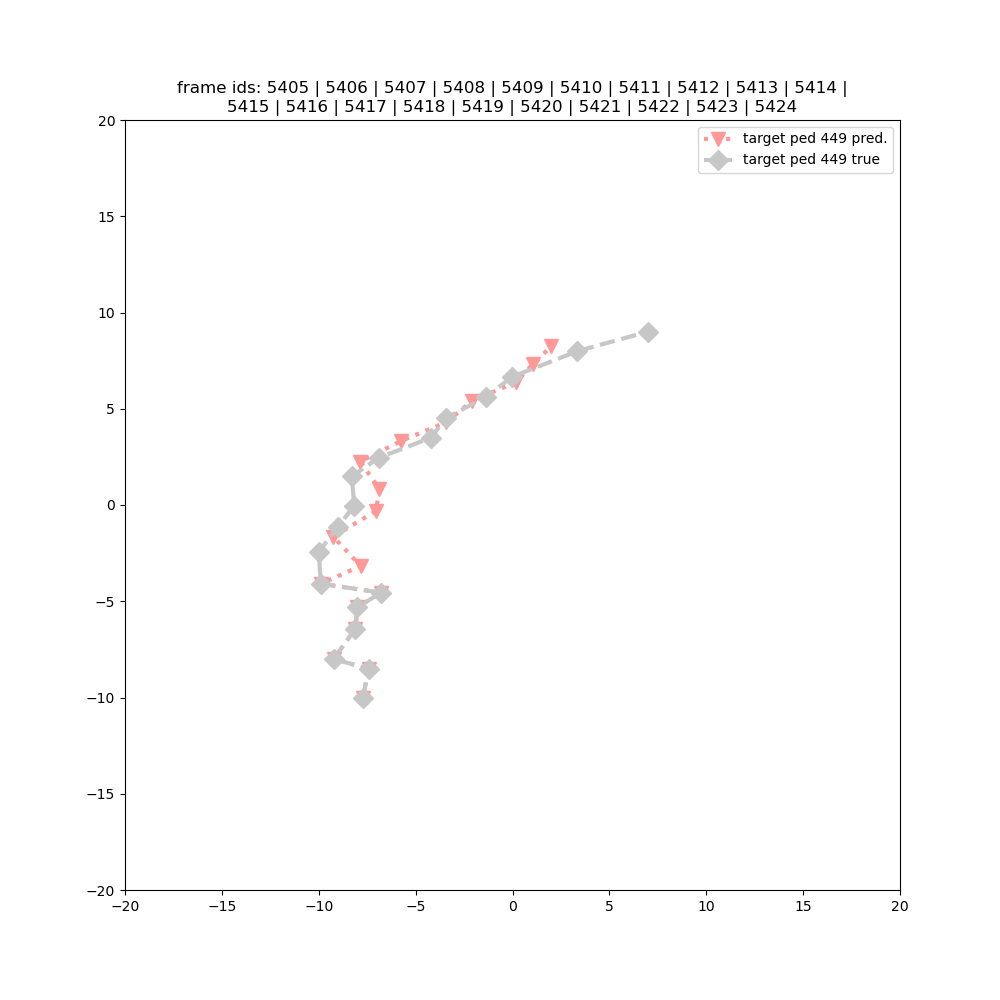 frame ids: 5405 | 5406 | 5407 | 5408 | 5409 | 5410 | 5411 | 5412 | 5413 | 5414 |
5415 | 5416 | 5417 | 5418 | 5419 | 5420 | 5421 | 5422 | 5423 | 5424
target ped 449 pred.
target ped 449 true
20
15
10
5
0
−5
−10
−15
−20
−20 −15 −10 −5 0 5 10 15 20